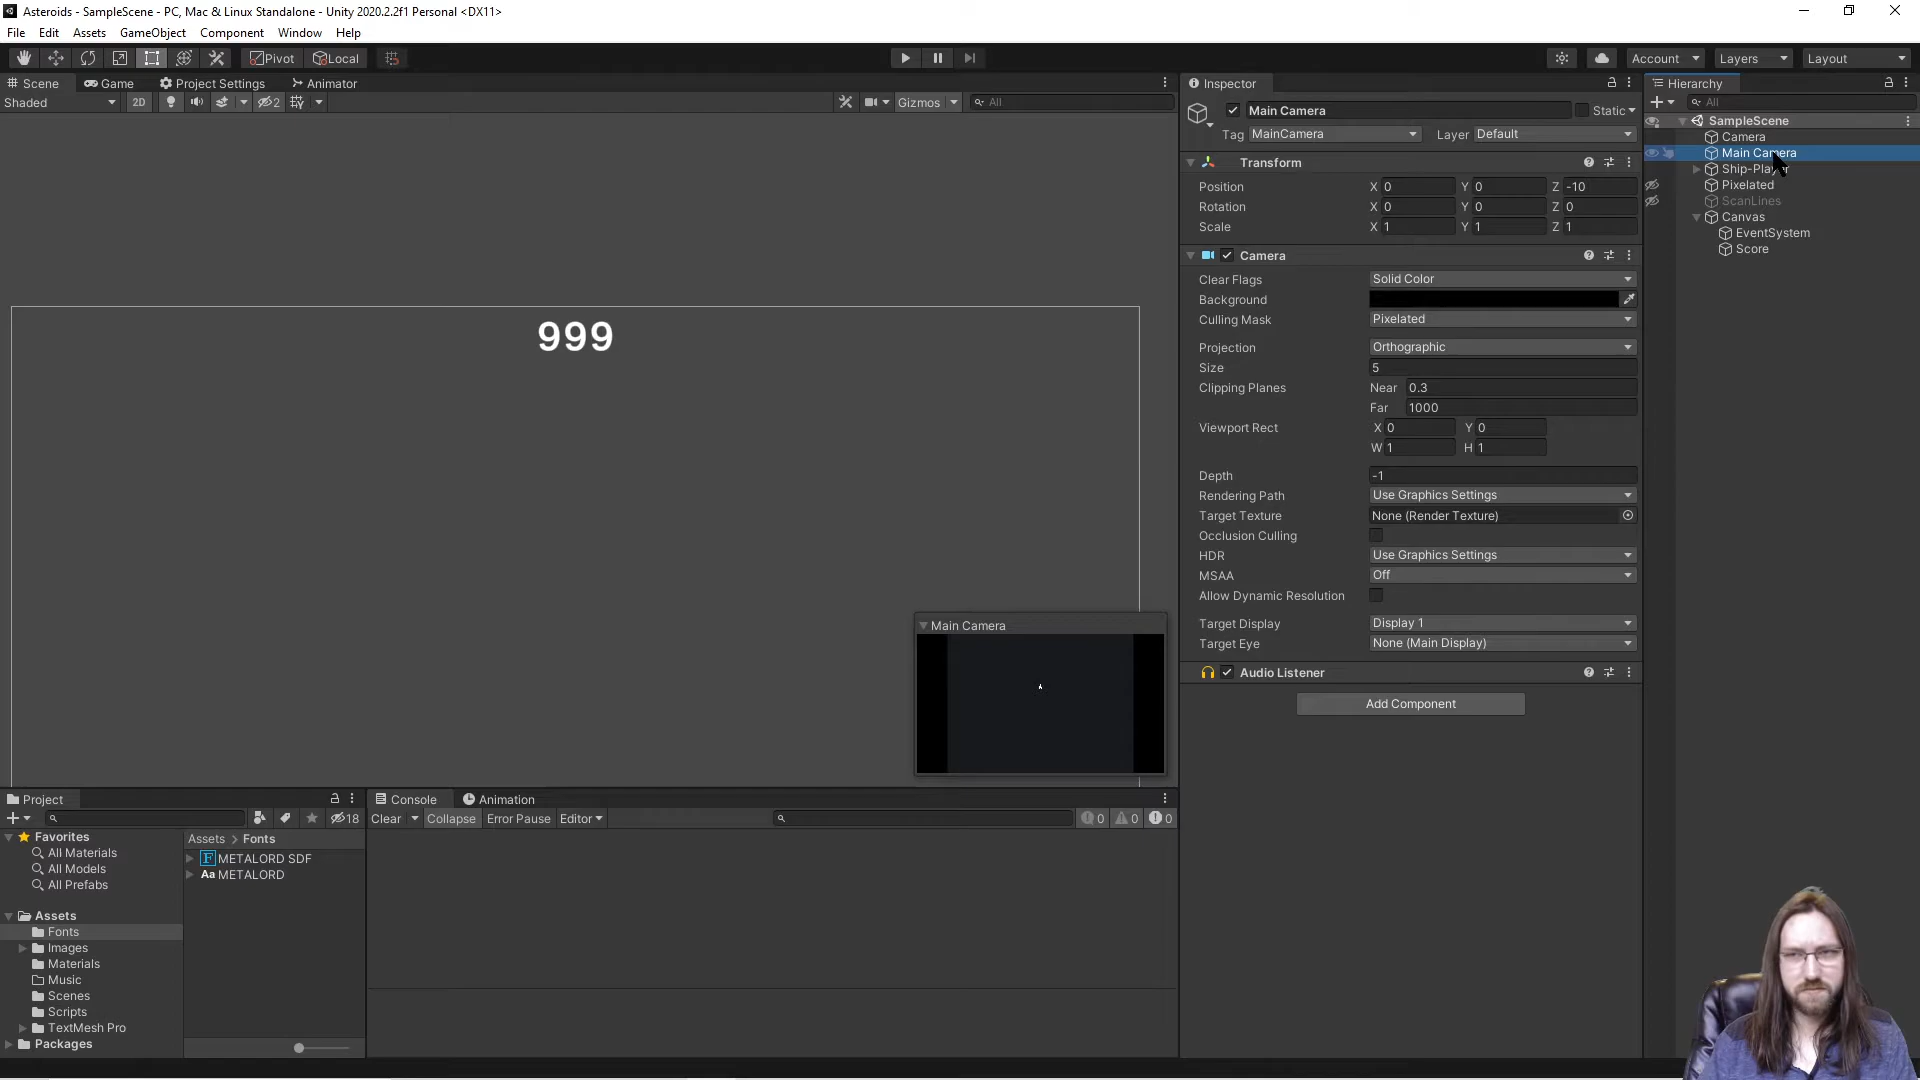 Asteroids - SampleScene - PC, Mac & Linux Standalone - Unity 2020.2.2f1 Personal <DX11>
File Edit Assets GameObject Component Window Help
Pivot Local Account Layers Layout
Scene Game Project Settings Animator
Shaded 2D 2 Gizmos All
999
Main Camera
Inspector
Main Camera Static
Tag MainCamera Layer Default
Transform
Position X 0 Y 0 Z -10
Rotation X 0 Y 0 Z 0
Scale X 1 Y 1 Z 1
Camera
Clear Flags Solid Color
Background
Culling Mask Pixelated
Projection Orthographic
Size 5
Clipping Planes Near 0.3
Far 1000
Viewport Rect X 0 Y 0
W 1 H 1
Depth -1
Rendering Path Use Graphics Settings
Target Texture None (Render Texture)
Occlusion Culling
HDR Use Graphics Settings
MSAA Off
Allow Dynamic Resolution
Target Display Display 1
Target Eye None (Main Display)
Audio Listener
Add Component
Hierarchy
All
SampleScene
Camera
Main Camera
Ship-Player
Pixelated
ScanLines
Canvas
EventSystem
Score
Project
18
Favorites
All Materials
All Models
All Prefabs
Assets
Fonts
Images
Materials
Music
Scenes
Scripts
TextMesh Pro
Packages
Assets > Fonts
METALORD SDF
Aa METALORD
Console Animation
Clear Collapse Error Pause Editor 0 0 0